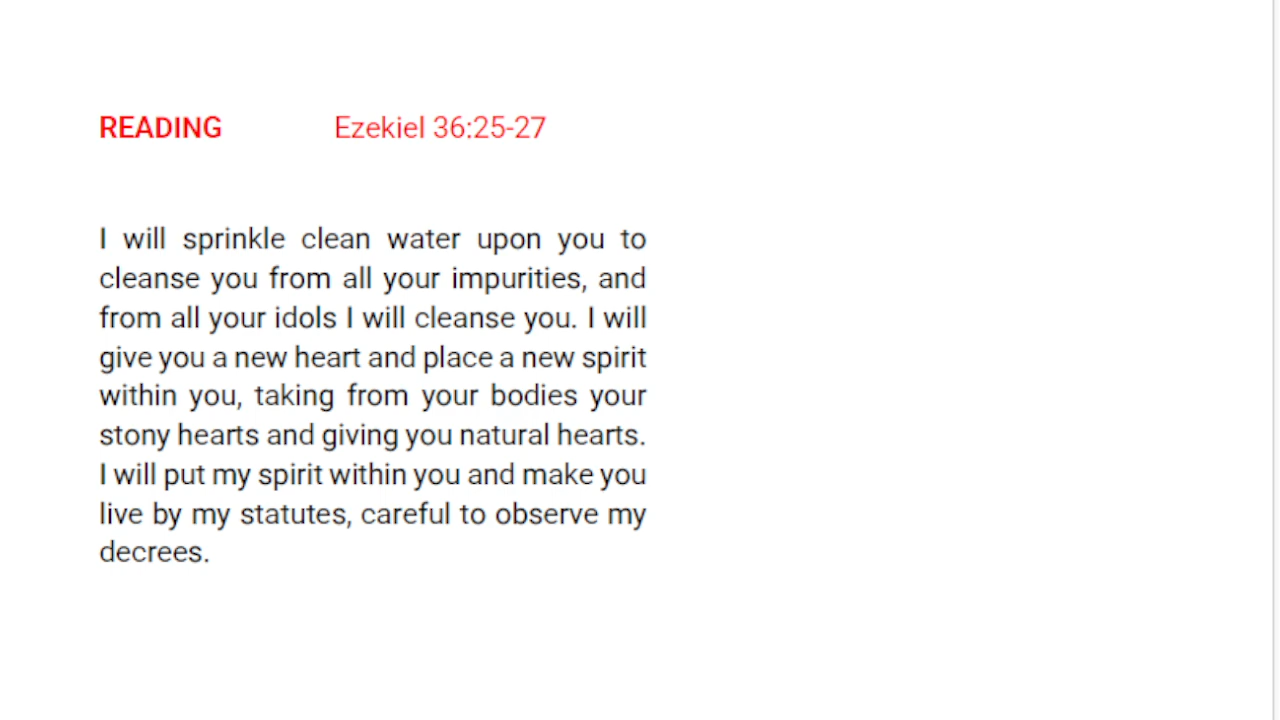 READING Ezekiel 36:25-27
I will sprinkle clean water upon you to
cleanse you from all your impurities, and
from all your idols I will cleanse you. I will
give you a new heart and place a new spirit
within you, taking from your bodies your
stony hearts and giving you natural hearts.
I will put my spirit within you and make you
live by my statutes, careful to observe my
decrees.